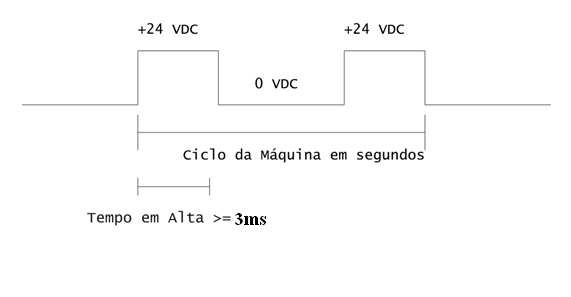 +24 VDC +24 VDC
0 VDC
Ciclo da Máquina em segundos
Tempo em Alta >= 3ms